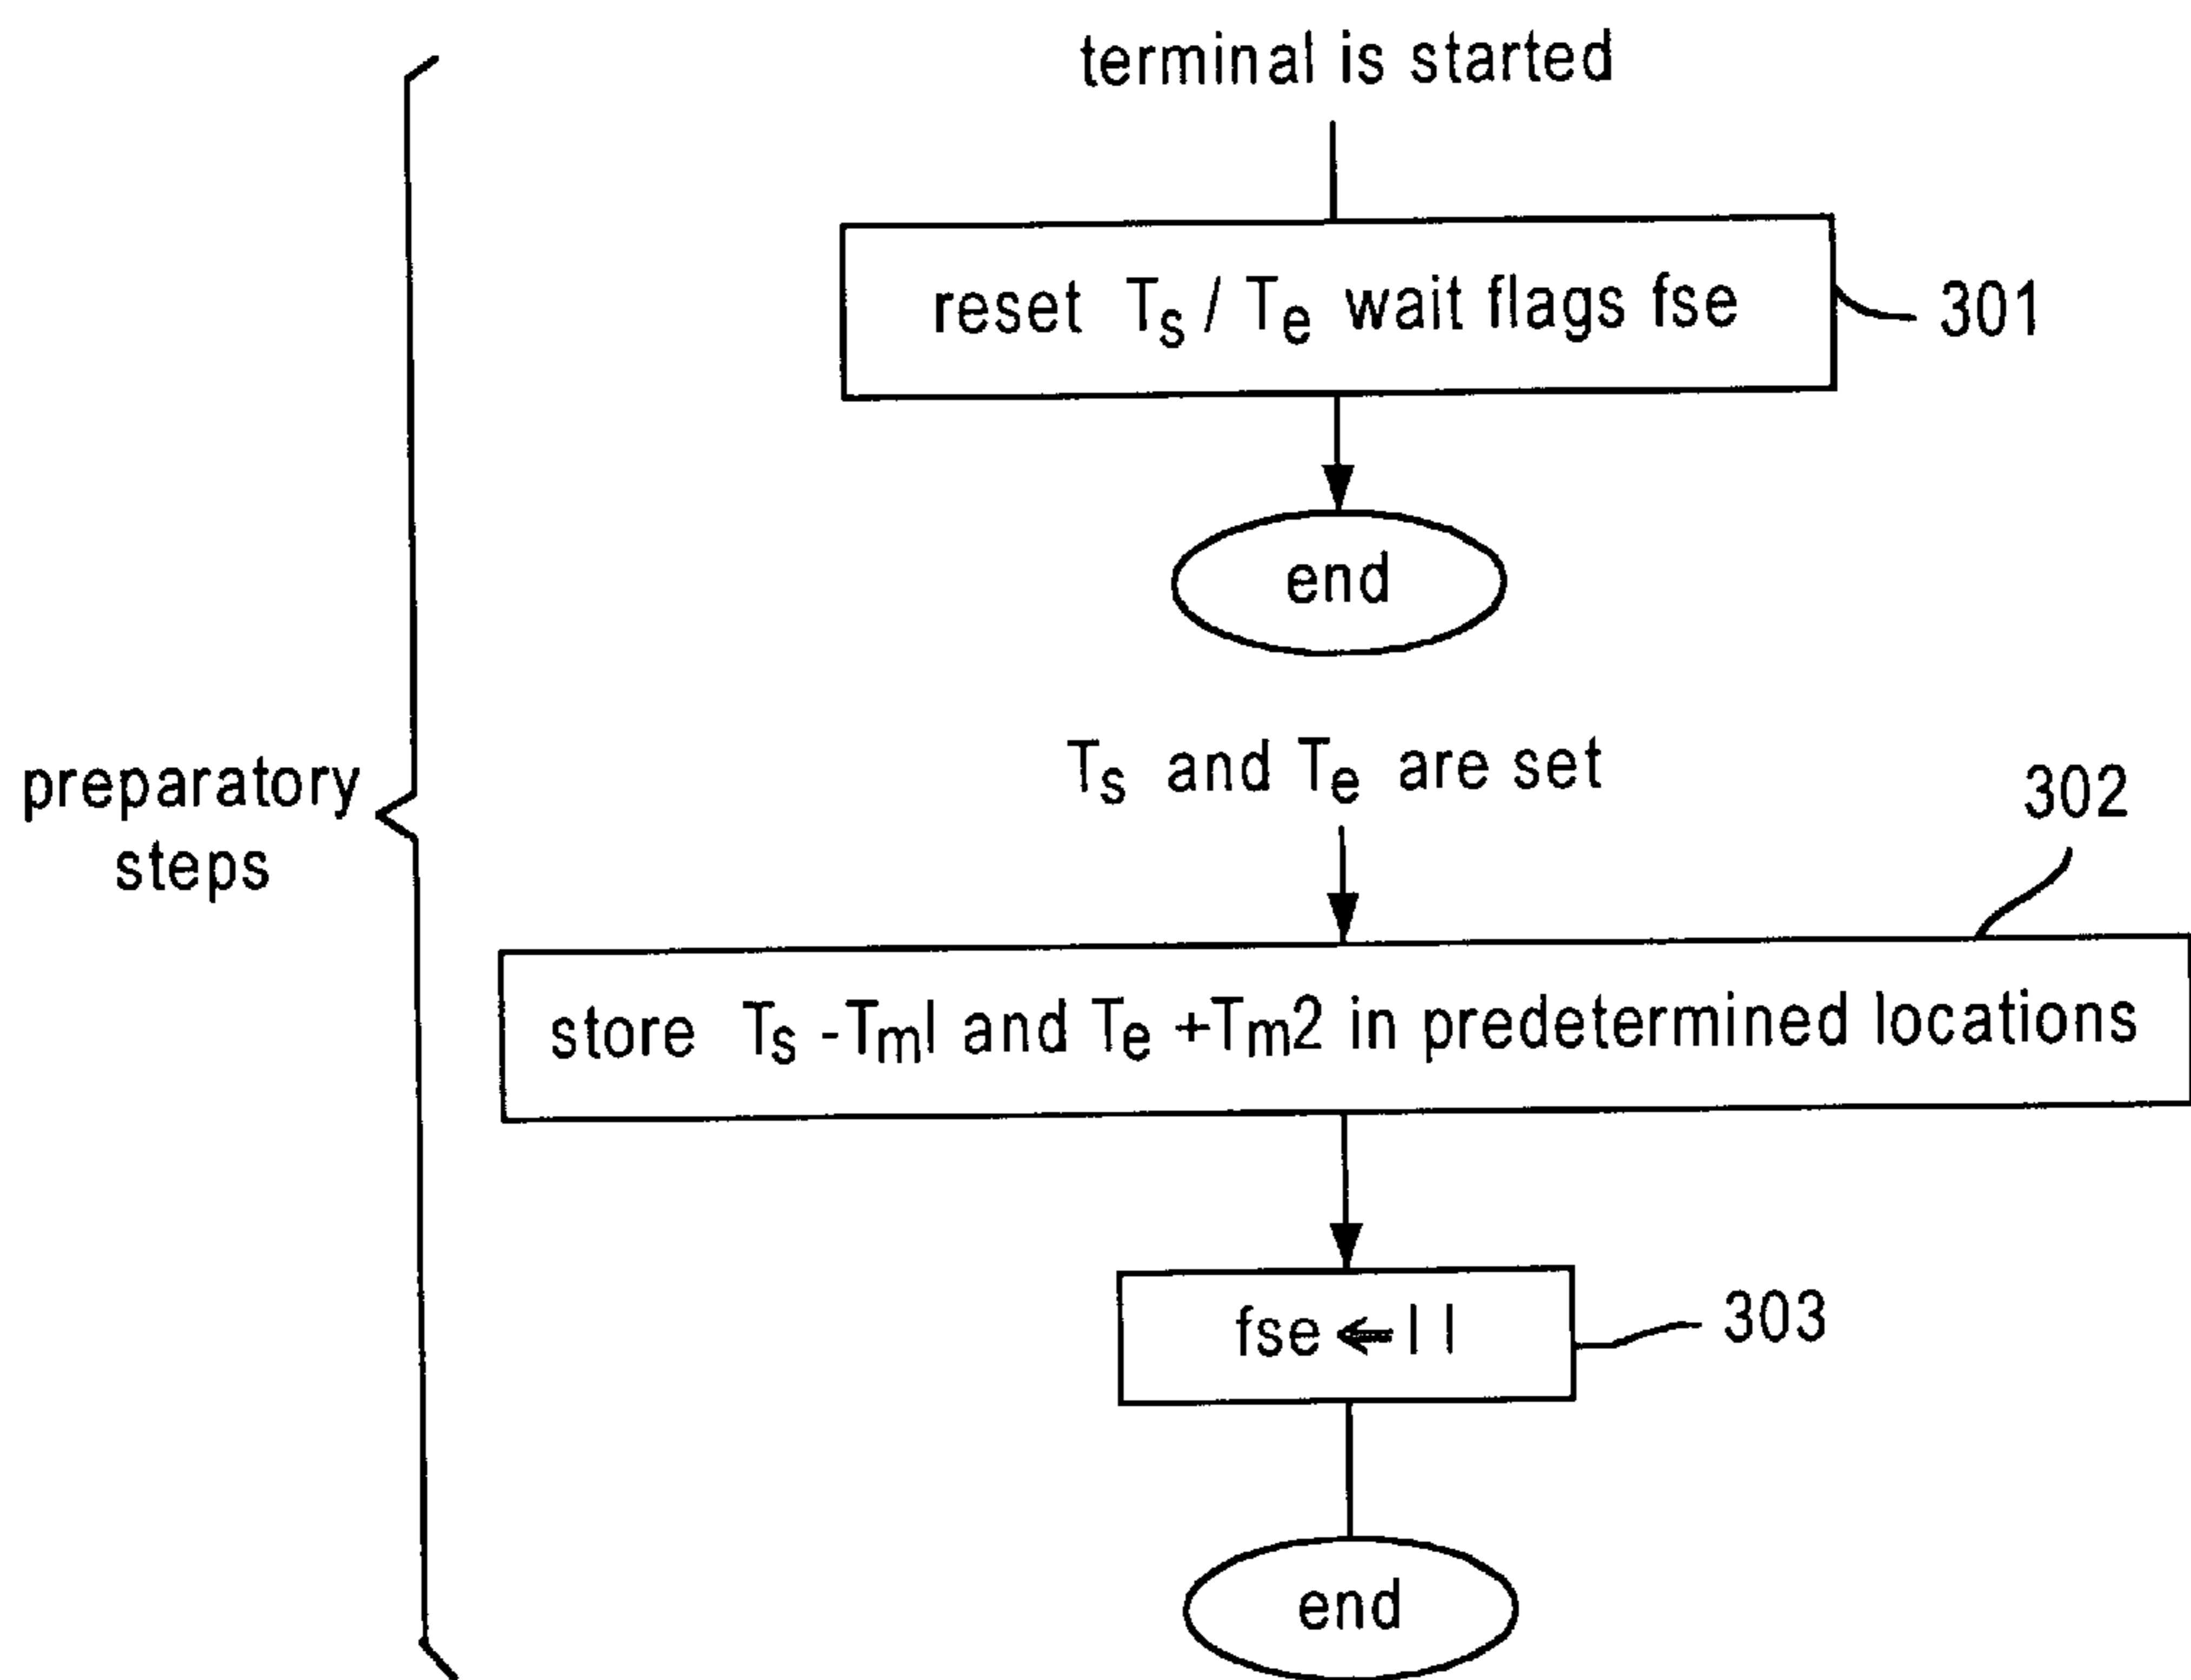 terminal is started
reset Ts / Te wait flags fse
301
end
Ts and Te are set
preparatory
steps
302
store Ts -Tm1 and Te +Tm2 in predetermined locations
fse ← 11
303
end